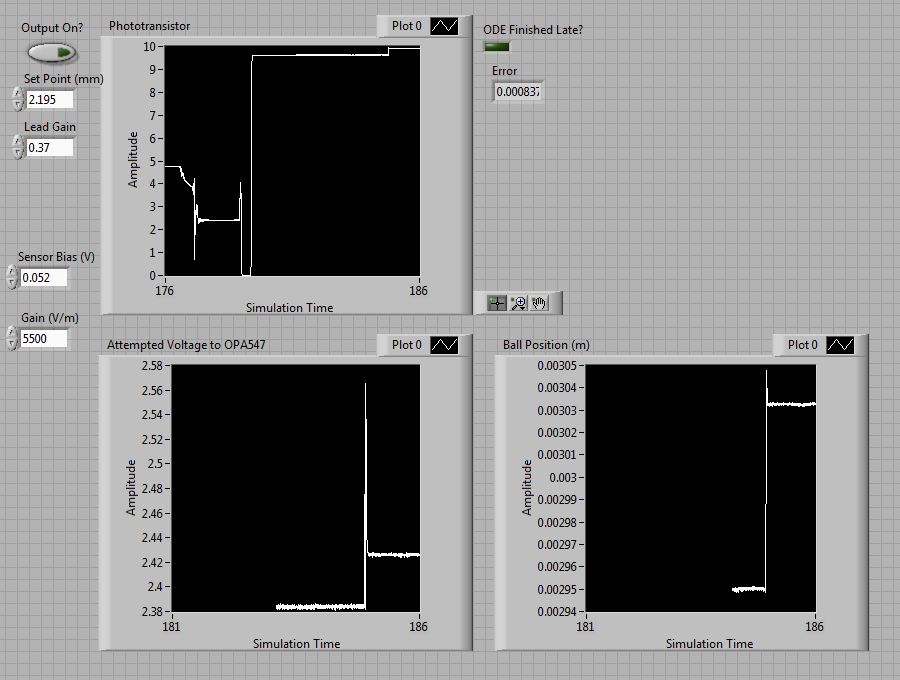 Output On?
Phototransistor
Plot 0
ODE Finished Late?
Set Point (mm)
2.195
Error
0.000837
Lead Gain
0.37
Sensor Bias (V)
0.052
Gain (V/m)
5500
Amplitude
10
9
8
7
6
5
4
3
2
1
0
176
186
Simulation Time
Attempted Voltage to OPA547
Plot 0
Amplitude
2.58
2.56
2.54
2.52
2.5
2.48
2.46
2.44
2.42
2.4
2.38
181
186
Simulation Time
Ball Position (m)
Plot 0
Amplitude
0.00305
0.00304
0.00303
0.00302
0.00301
0.003
0.00299
0.00298
0.00297
0.00296
0.00295
0.00294
181
186
Simulation Time